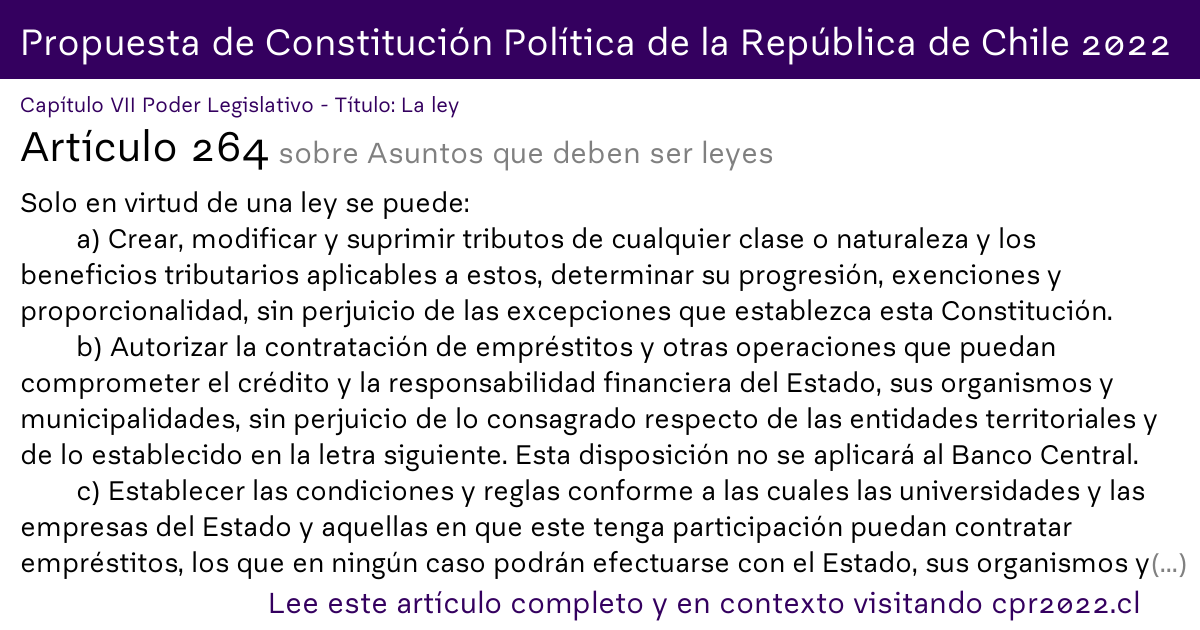 Propuesta de Constitución Política de la República de Chile 2022
Capítulo VII Poder Legislativo - Título: La ley
Artículo 264 sobre Asuntos que deben ser leyes
Solo en virtud de una ley se puede:
a) Crear, modificar y suprimir tributos de cualquier clase o naturaleza y los
beneficios tributarios aplicables a estos, determinar su progresión, exenciones y
proporcionalidad, sin perjuicio de las excepciones que establezca esta Constitución.
b) Autorizar la contratación de empréstitos y otras operaciones que puedan
comprometer el crédito y la responsabilidad financiera del Estado, sus organismos y
municipalidades, sin perjuicio de lo consagrado respecto de las entidades territoriales y
de lo establecido en la letra siguiente. Esta disposición no se aplicará al Banco Central.
c) Establecer las condiciones y reglas conforme a las cuales las universidades y las
empresas del Estado y aquellas en que este tenga participación puedan contratar
empréstitos, los que en ningún caso podrán efectuarse con el Estado, sus organismos y(...)
Lee este artículo completo y en contexto visitando cpr2022.cl